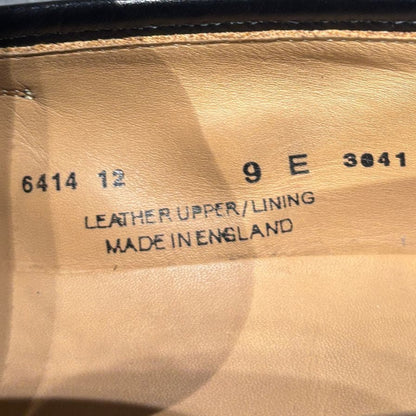 6414 12 9 E 3041
LEATHER UPPER/LINING
MADE IN ENGLAND